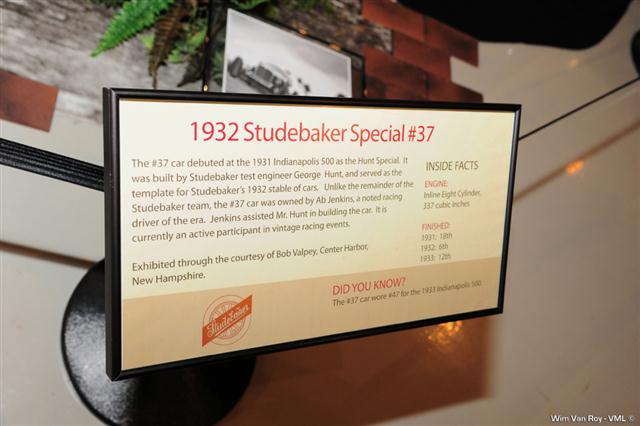 1932 Studebaker Special #37
The #37 car debuted at the 1931 Indianapolis 500 as the Hunt Special. It
was built by Studebaker test engineer George Hunt, and served as the
template for Studebaker's 1932 stable of cars. Unlike the remainder of the
Studebaker team, the #37 car was owned by Ab Jenkins, a noted racing
driver of the era. Jenkins assisted Mr. Hunt in building the car. It is
currently an active participant in vintage racing events.
Exhibited through the courtesy of Bob Valpey, Center Harbor,
New Hampshire.
INSIDE FACTS
ENGINE:
Inline Eight Cylinder,
337 cubic inches
FINISHED:
1931: 18th
1932: 6th
1933: 12th
DID YOU KNOW?
The #37 car wore #47 for the 1933 Indianapolis 500.
Studebaker
Wim Van Roy - VML ©